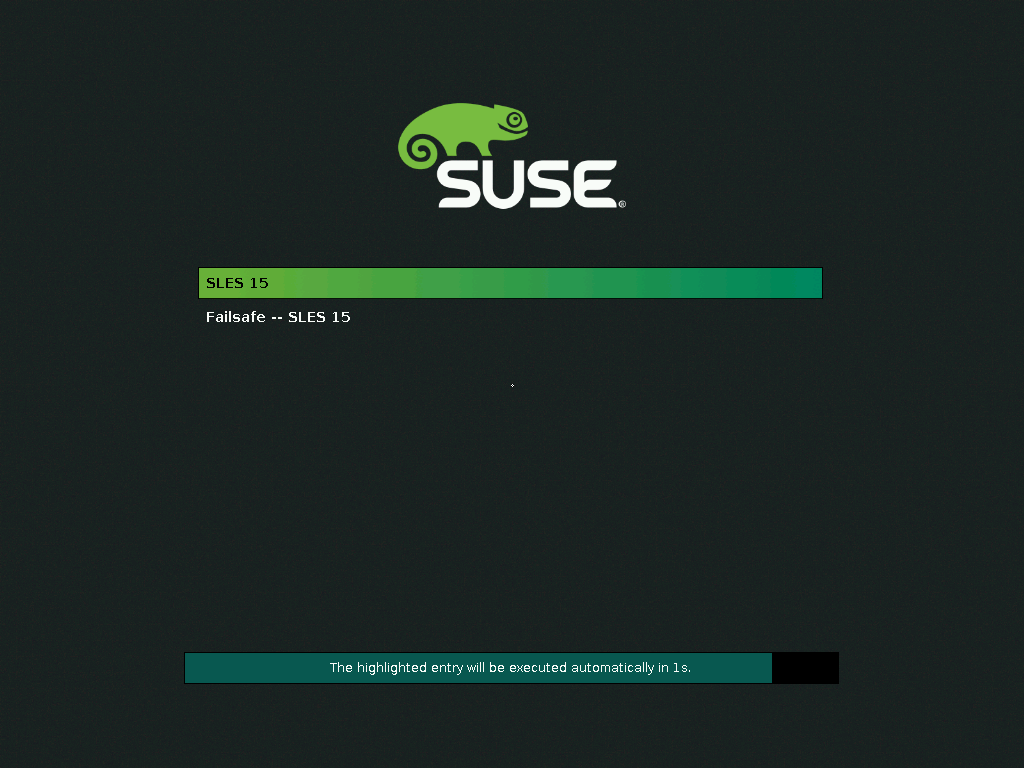 SUSE®
SLES 15
Failsafe -- SLES 15
The highlighted entry will be executed automatically in 1s.